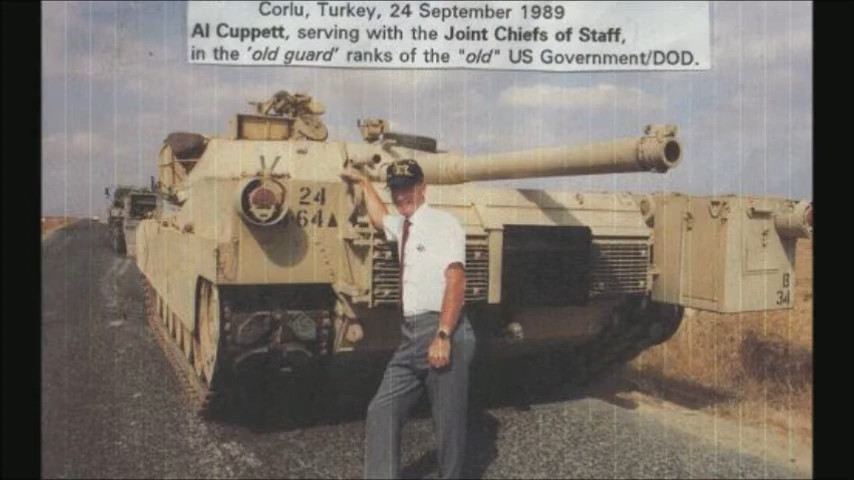 Corlu, Turkey, 24 September 1989
Al Cuppett, serving with the Joint Chiefs of Staff,
in the 'old guard' ranks of the "old" US Government/DOD.
24
64
B
34